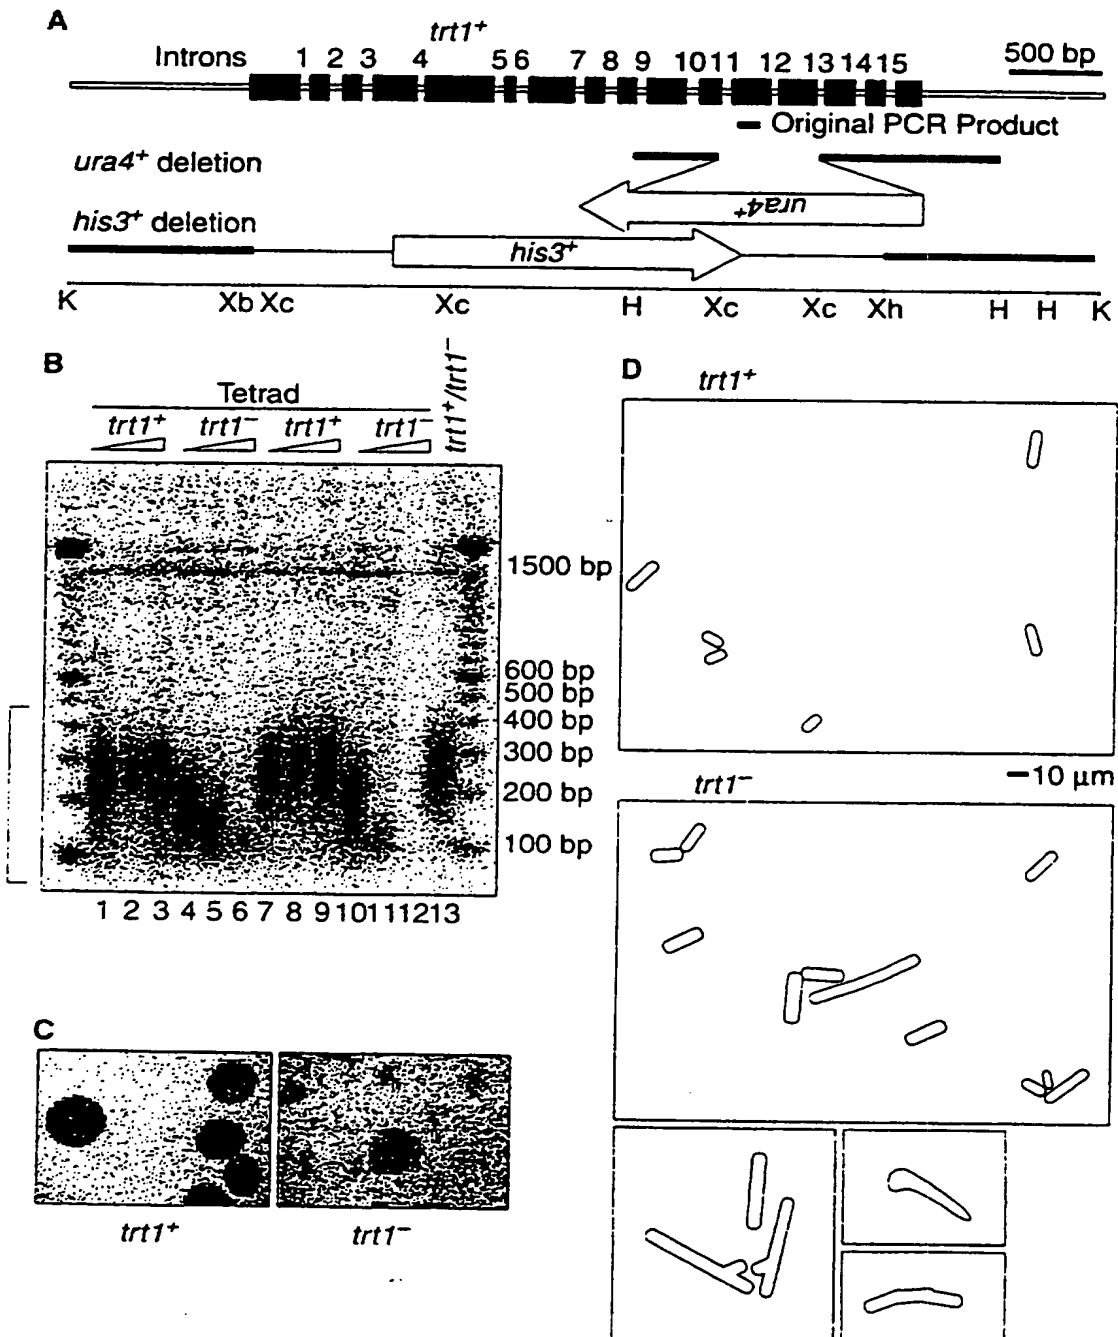 A
trt1+
Introns 1 2 3 4 5 6 7 8 9 10 11 12 13 14 15
500 bp
Original PCR Product
ura4+ deletion
ura4+
his3+ deletion
his3+
K Xb Xc Xc H Xc Xc Xh H H K
B
Tetrad
trt1+ trt1− trt1+ trt1−
trt1+/trt1−
1500 bp
600 bp
500 bp
400 bp
300 bp
200 bp
100 bp
1 2 3 4 5 6 7 8 9 10 11 12 13
C
trt1+ trt1−
D
trt1+
10 µm
trt1−